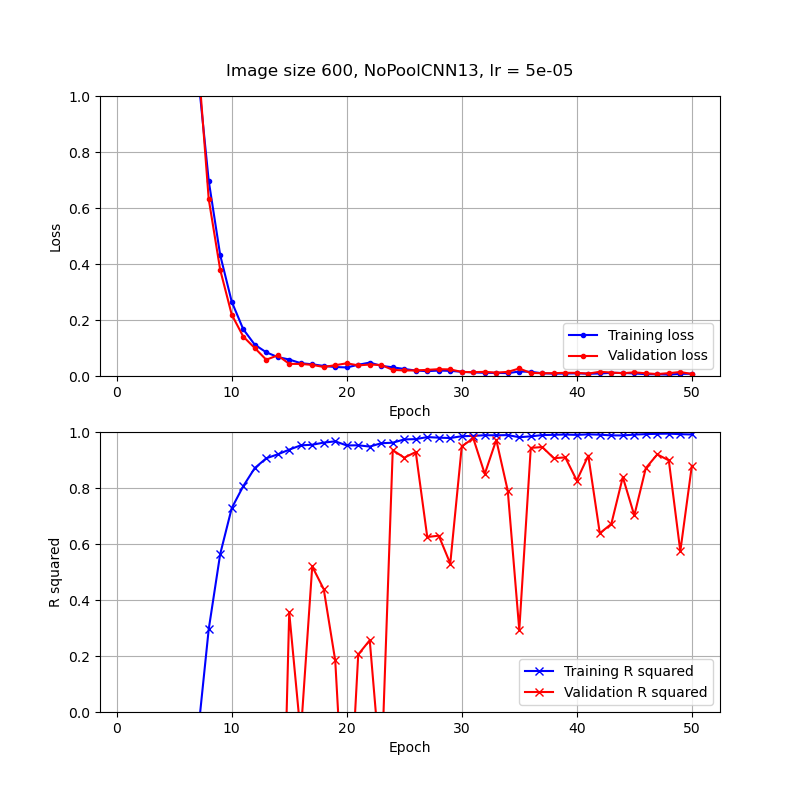 Image size 600, NoPoolCNN13, lr = 5e-05
1.0
0.8
0.6
0.4
0.2
0.0
Loss
0 10 20 30 40 50
Epoch
Training loss
Validation loss
1.0
0.8
0.6
0.4
0.2
0.0
R squared
0 10 20 30 40 50
Epoch
Training R squared
Validation R squared